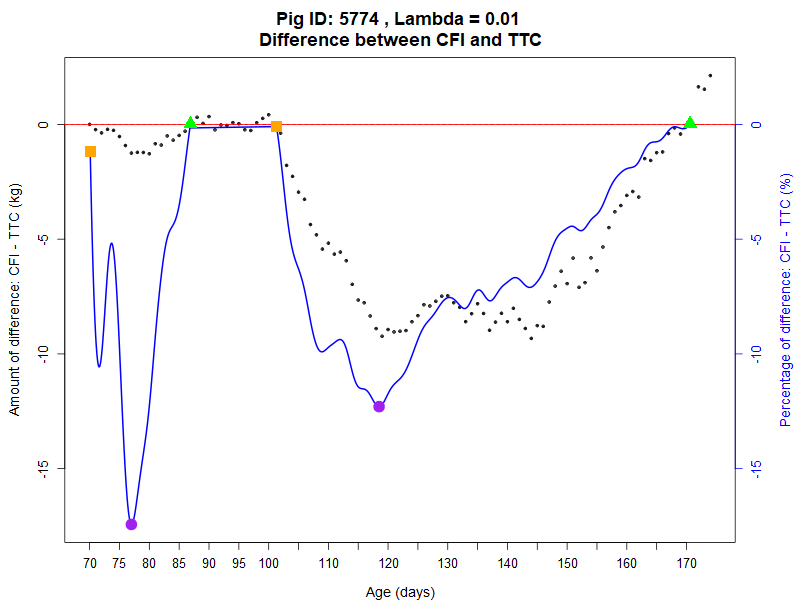 Pig ID: 5774 , Lambda = 0.01
Difference between CFI and TTC
Amount of difference: CFI - TTC (kg)
0
-5
-10
-15
0
-5
-10
-15
Percentage of difference: CFI - TTC (%)
70 75 80 85 90 95 100 110 120 130 140 150 160 170
Age (days)